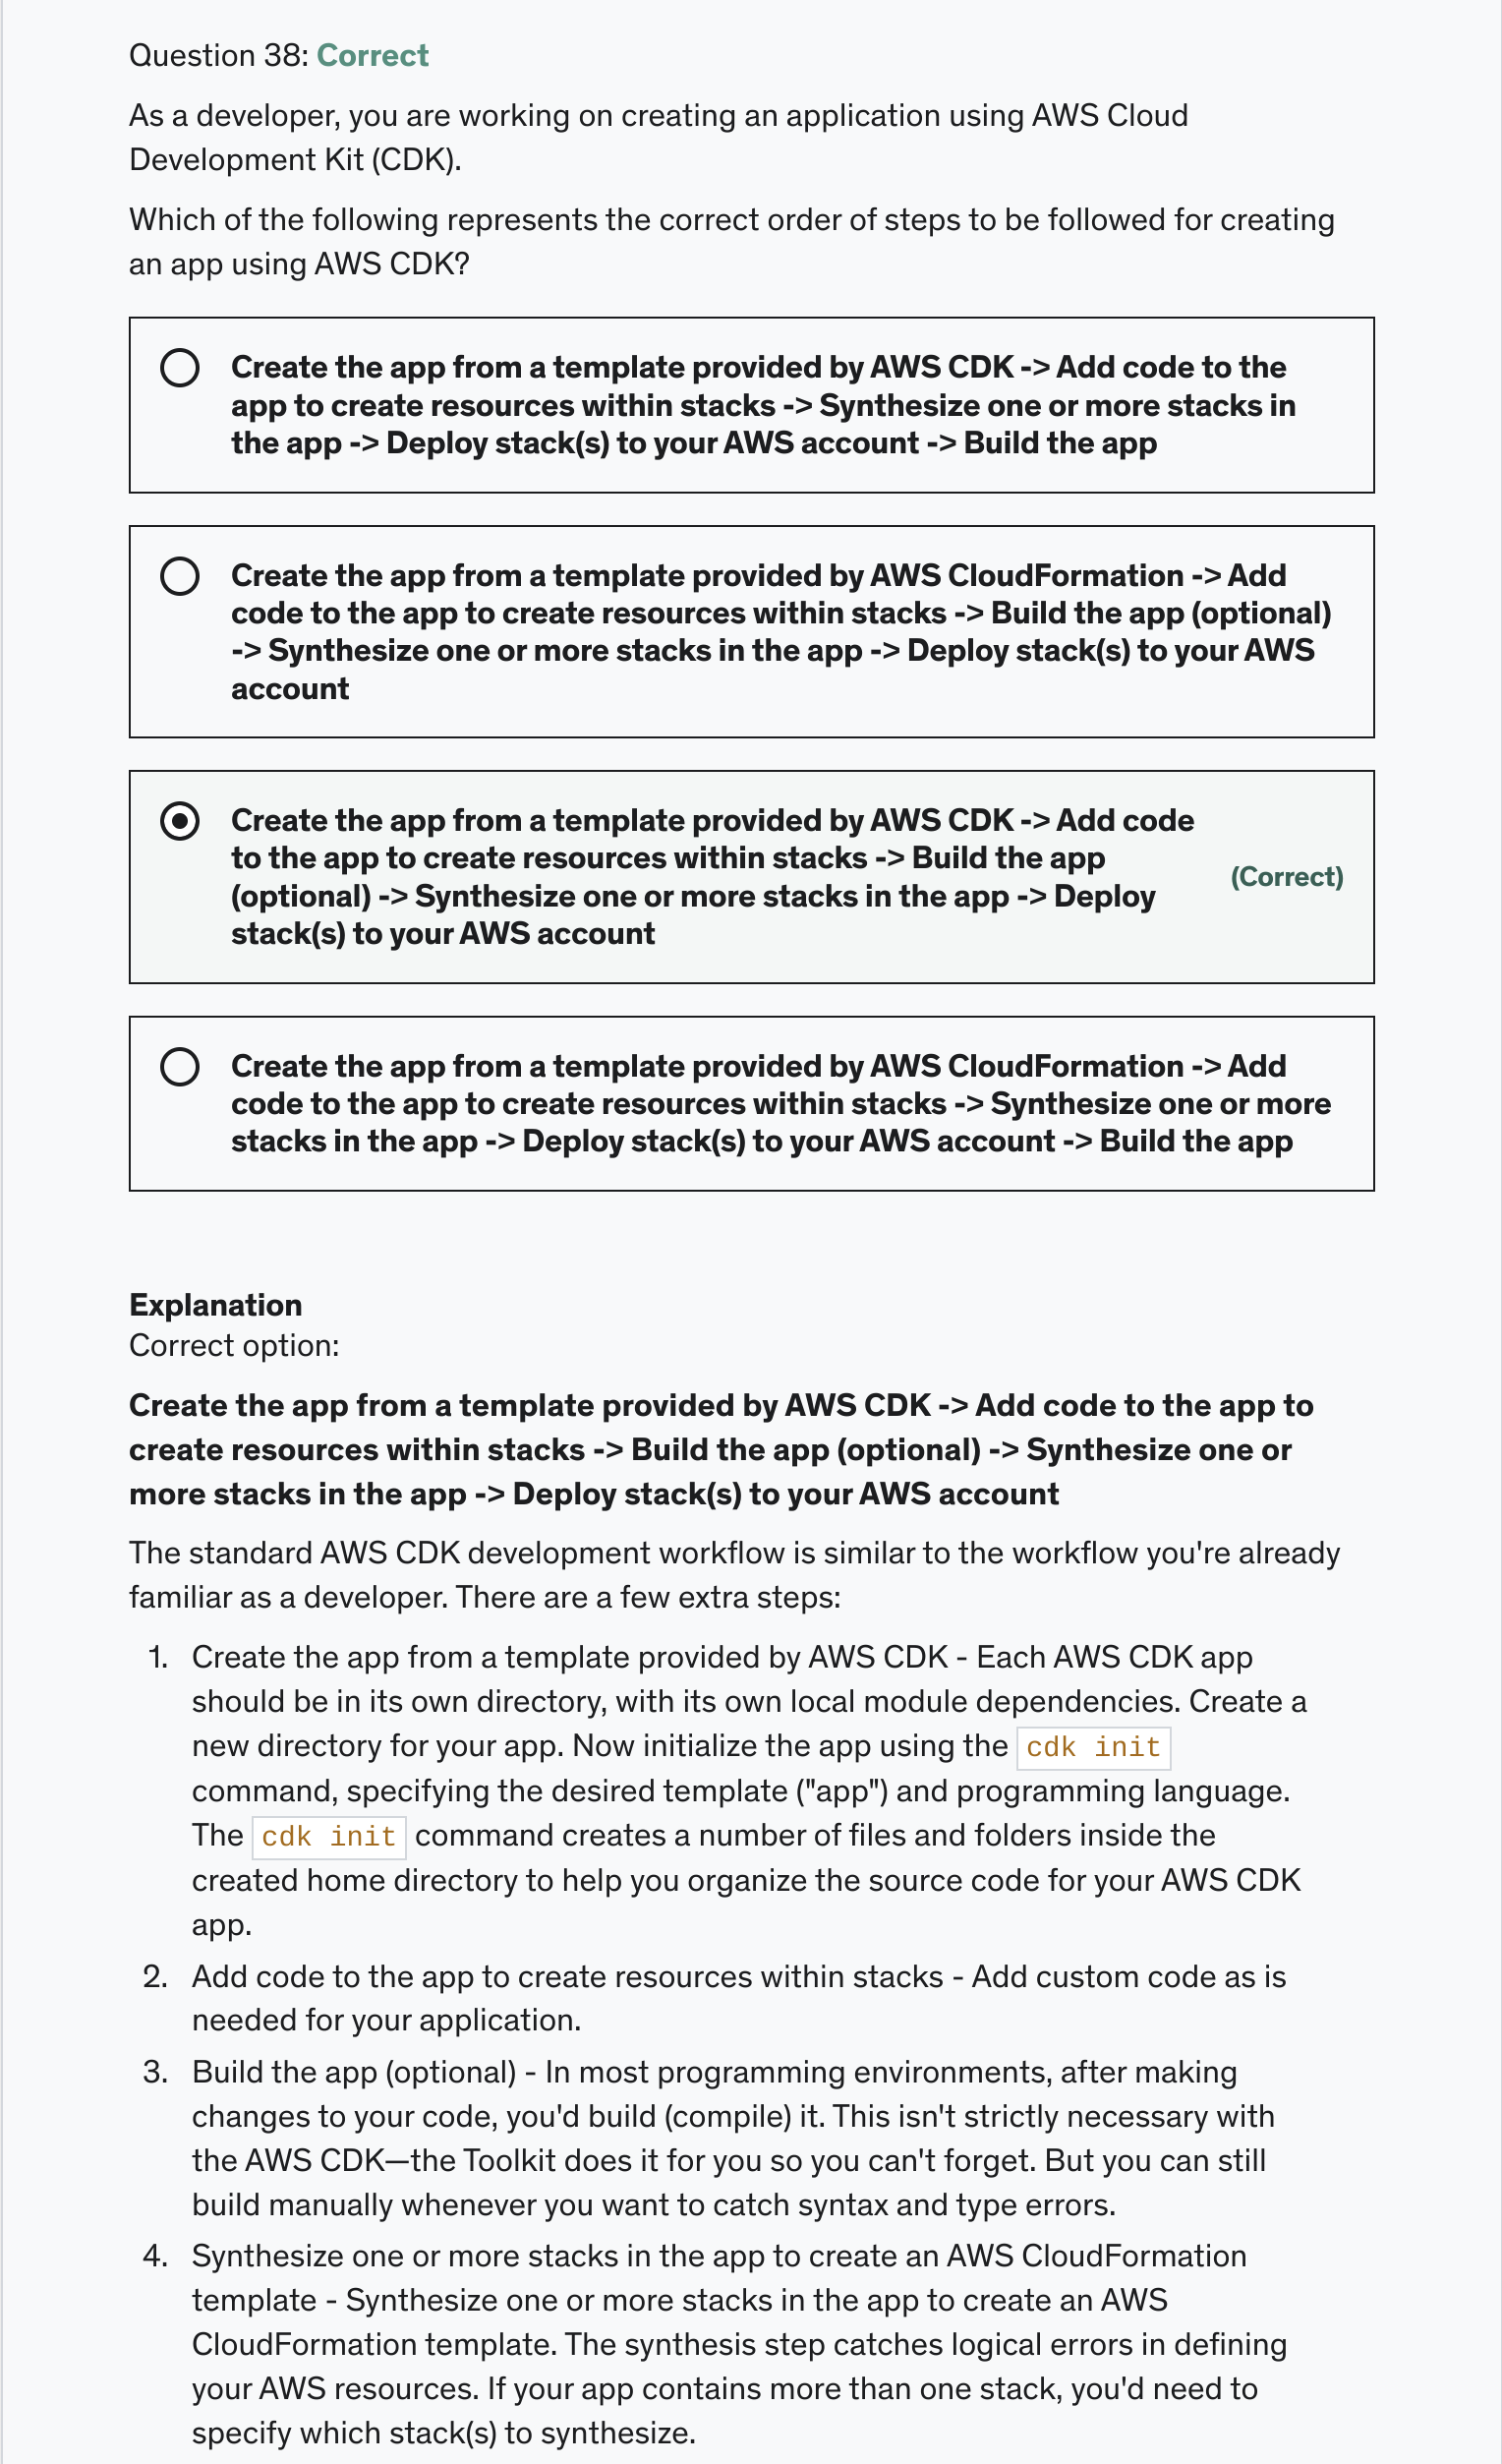 Question 38: Correct
As a developer, you are working on creating an application using AWS Cloud
Development Kit (CDK).
Which of the following represents the correct order of steps to be followed for creating
an app using AWS CDK?
Create the app from a template provided by AWS CDK -> Add code to the
app to create resources within stacks -> Synthesize one or more stacks in
the app -> Deploy stack(s) to your AWS account -> Build the app
Create the app from a template provided by AWS CloudFormation -> Add
code to the app to create resources within stacks -> Build the app (optional)
-> Synthesize one or more stacks in the app -> Deploy stack(s) to your AWS
account
Create the app from a template provided by AWS CDK -> Add code
to the app to create resources within stacks -> Build the app
(optional) -> Synthesize one or more stacks in the app -> Deploy
stack(s) to your AWS account
(Correct)
Create the app from a template provided by AWS CloudFormation -> Add
code to the app to create resources within stacks -> Synthesize one or more
stacks in the app -> Deploy stack(s) to your AWS account -> Build the app
Explanation
Correct option:
Create the app from a template provided by AWS CDK -> Add code to the app to
create resources within stacks -> Build the app (optional) -> Synthesize one or
more stacks in the app -> Deploy stack(s) to your AWS account
The standard AWS CDK development workflow is similar to the workflow you're already
familiar as a developer. There are a few extra steps:
1. Create the app from a template provided by AWS CDK - Each AWS CDK app
should be in its own directory, with its own local module dependencies. Create a
new directory for your app. Now initialize the app using the cdk init
command, specifying the desired template ("app") and programming language.
The cdk init command creates a number of files and folders inside the
created home directory to help you organize the source code for your AWS CDK
app.
2. Add code to the app to create resources within stacks - Add custom code as is
needed for your application.
3. Build the app (optional) - In most programming environments, after making
changes to your code, you'd build (compile) it. This isn't strictly necessary with
the AWS CDK—the Toolkit does it for you so you can't forget. But you can still
build manually whenever you want to catch syntax and type errors.
4. Synthesize one or more stacks in the app to create an AWS CloudFormation
template - Synthesize one or more stacks in the app to create an AWS
CloudFormation template. The synthesis step catches logical errors in defining
your AWS resources. If your app contains more than one stack, you'd need to
specify which stack(s) to synthesize.